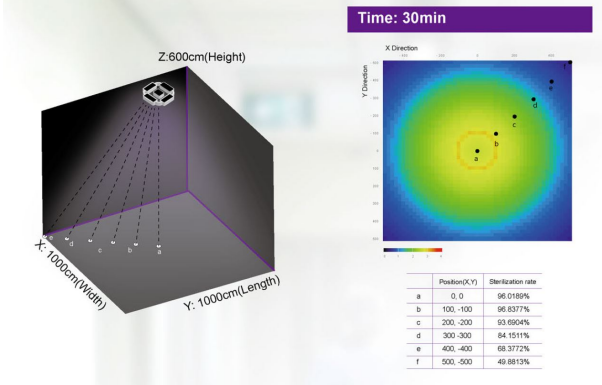 Time: 30min
Z:600cm(Height)
X: 1000cm(Width)
Y: 1000cm(Length)
e
d
c
b
a
X Direction
Y Direction
f
e
d
c
b
a
Position(X,Y) Sterilization rate
a 0, 0 96.0189%
b 100, -100 96.8377%
c 200, -200 93.6904%
d 300 -300 84.1511%
e 400, -400 68.3772%
f 500, -500 49.8813%